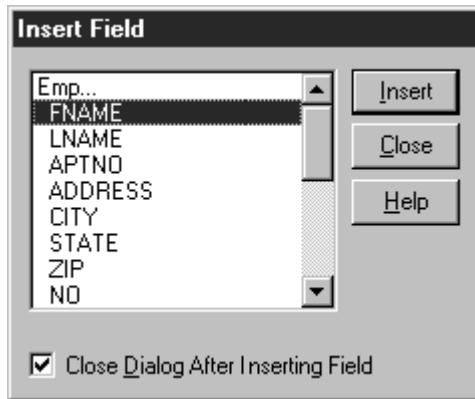 Insert Field
Emp...
FNAME
LNAME
APTNO
ADDRESS
CITY
STATE
ZIP
NO
Insert
Close
Help
Close Dialog After Inserting Field